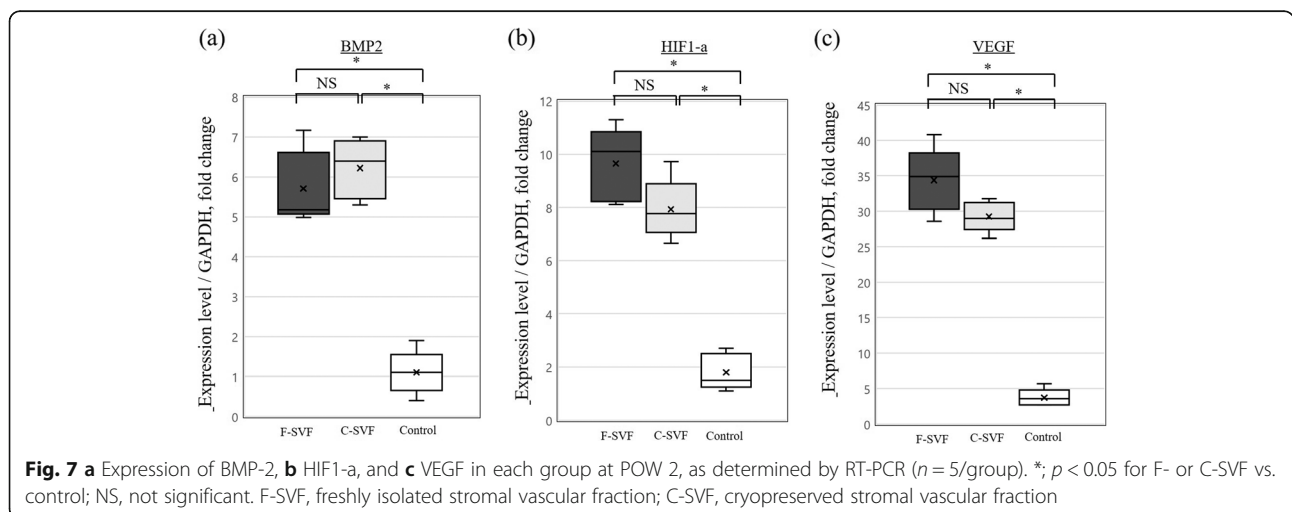 (a)
BMP2
*
NS
*
8
7
6
5
4
3
2
1
0
_Expression level / GAPDH, fold change
F-SVF
C-SVF
Control
(b)
HIF1-a
*
NS
*
12
10
8
6
4
2
0
_Expression level / GAPDH, fold change
F-SVF
C-SVF
Control
(c)
VEGF
*
NS
*
45
40
35
30
25
20
15
10
5
0
_Expression level / GAPDH, fold change
F-SVF
C-SVF
Control
Fig. 7 a Expression of BMP-2, b HIF1-a, and c VEGF in each group at POW 2, as determined by RT-PCR (n = 5/group). *; p < 0.05 for F- or C-SVF vs.
control; NS, not significant. F-SVF, freshly isolated stromal vascular fraction; C-SVF, cryopreserved stromal vascular fraction